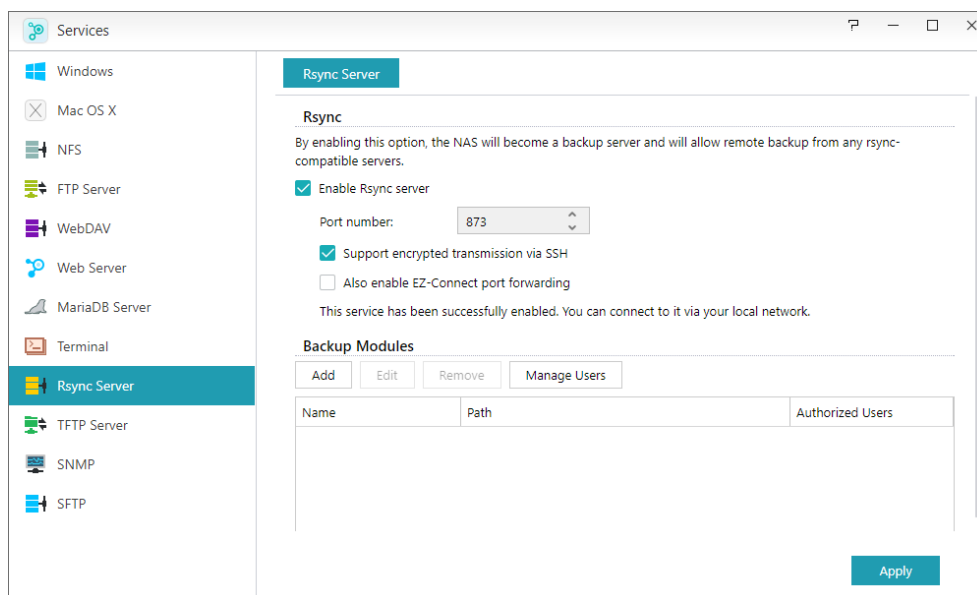 Services
Windows
Mac OS X
NFS
FTP Server
WebDAV
Web Server
MariaDB Server
Terminal
Rsync Server
TFTP Server
SNMP
SFTP
Rsync Server
Rsync
By enabling this option, the NAS will become a backup server and will allow remote backup from any rsync-
compatible servers.
Enable Rsync server
Port number: 873
Support encrypted transmission via SSH
Also enable EZ-Connect port forwarding
This service has been successfully enabled. You can connect to it via your local network.
Backup Modules
Add Edit Remove Manage Users
Name Path Authorized Users
Apply